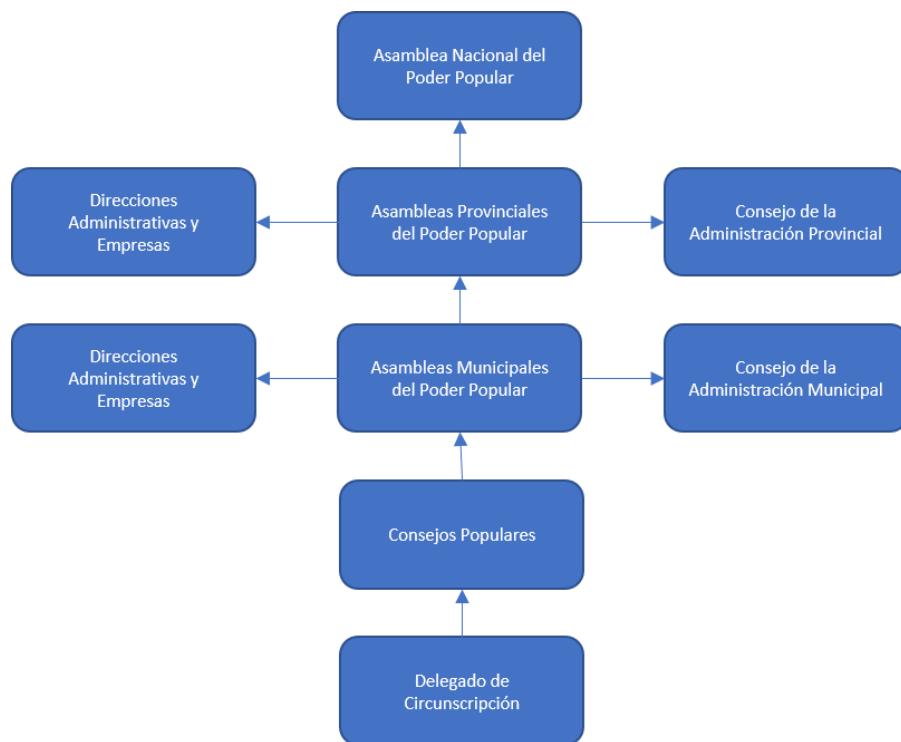 Asamblea Nacional del
Poder Popular
Direcciones
Administrativas y
Empresas
Asambleas Provinciales
del Poder Popular
Consejo de la
Administración Provincial
Direcciones
Administrativas y
Empresas
Asambleas Municipales
del Poder Popular
Consejo de la
Administración Municipal
Consejos Populares
Delegado de
Circunscripción